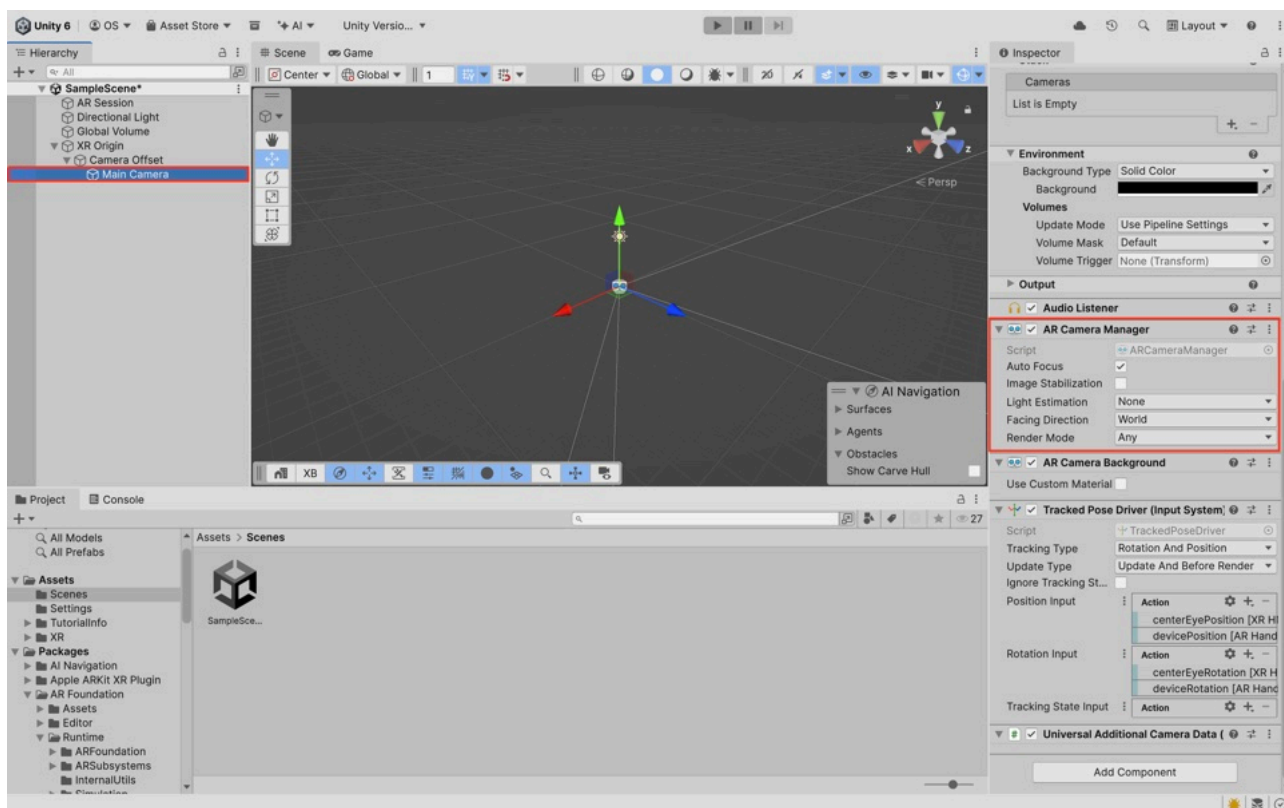 Unity 6 OS Asset Store AI Unity Versio... Layout
Hierarchy
All
SampleScene*
AR Session
Directional Light
Global Volume
XR Origin
Camera Offset
Main Camera
Scene Game
Center Global 1 2D
y
x z
Persp
AI Navigation
Surfaces
Agents
Obstacles
Show Carve Hull
XB
Inspector
Cameras
List is Empty
Environment
Background Type Solid Color
Background
Volumes
Update Mode Use Pipeline Settings
Volume Mask Default
Volume Trigger None (Transform)
Output
Audio Listener
AR Camera Manager
Script ARCameraManager
Auto Focus
Image Stabilization
Light Estimation None
Facing Direction World
Render Mode Any
AR Camera Background
Use Custom Material
Tracked Pose Driver (Input System)
Script TrackedPoseDriver
Tracking Type Rotation And Position
Update Type Update And Before Render
Ignore Tracking St...
Position Input Action
centerEyePosition [XR H
devicePosition [AR Hand
Rotation Input Action
centerEyeRotation [XR H
deviceRotation [AR Hand
Tracking State Input Action
Universal Additional Camera Data (
Add Component
Project Console
27
All Models
All Prefabs
Assets
Scenes
Settings
TutorialInfo
XR
Packages
AI Navigation
Apple ARKit XR Plugin
AR Foundation
Assets
Editor
Runtime
ARFoundation
ARSubsystems
InternalUtils
Assets > Scenes
SampleSce...